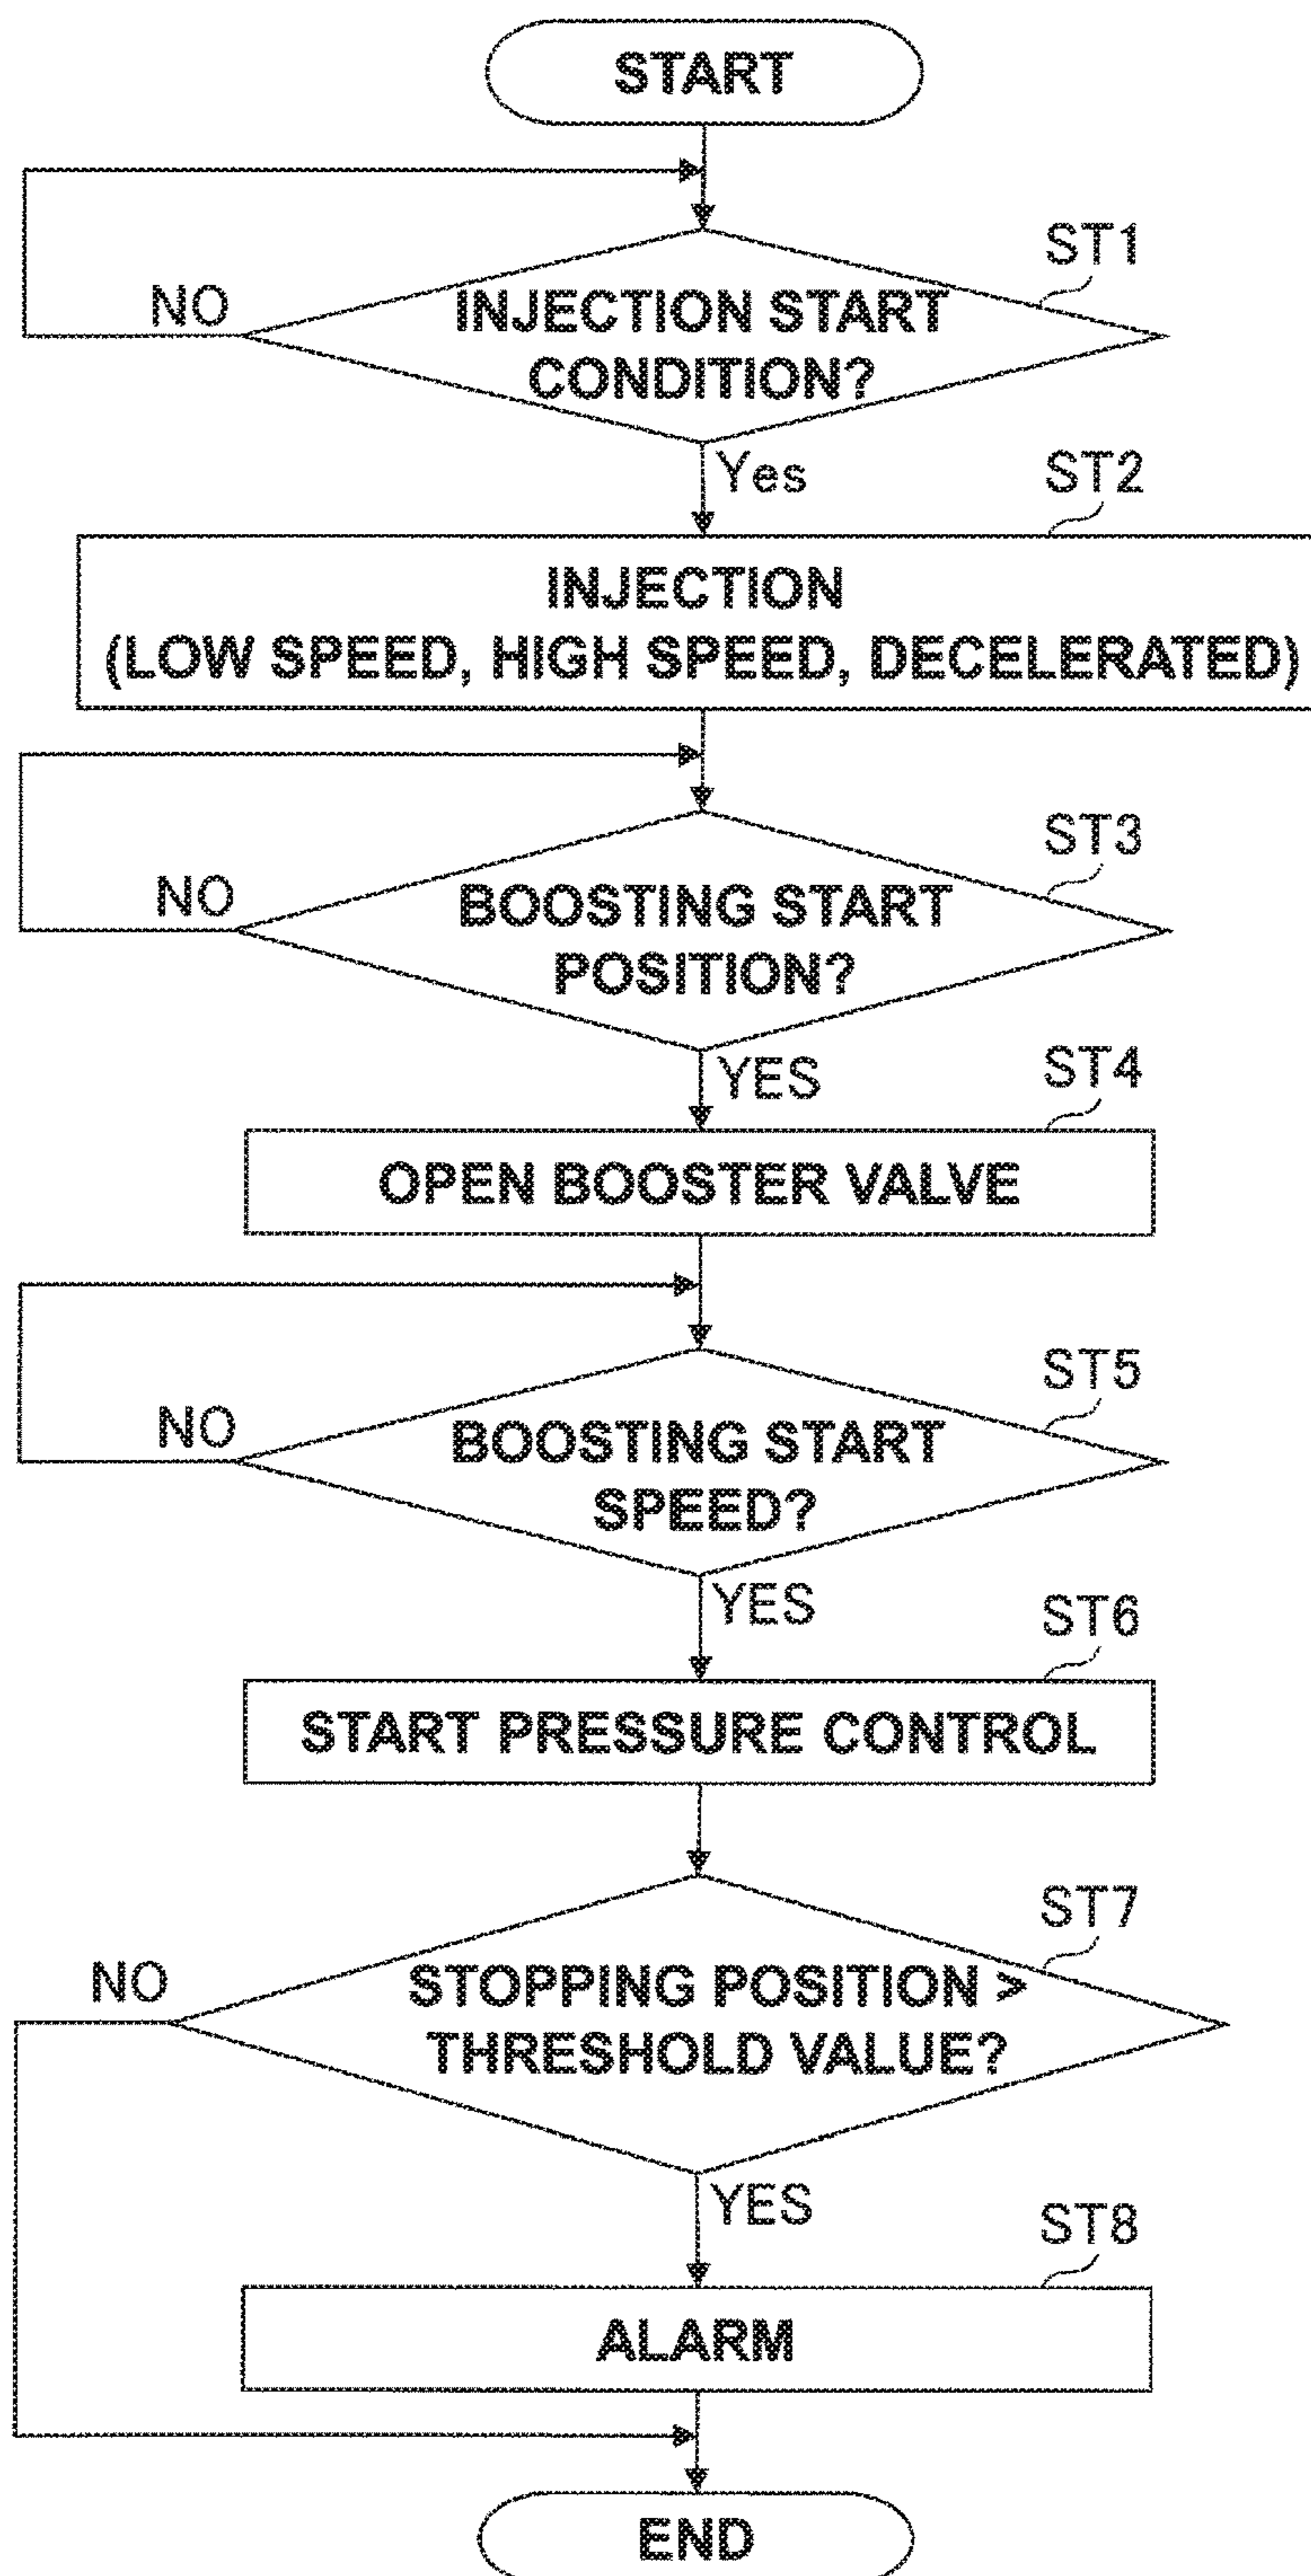 START
ST1
NO
INJECTION START
CONDITION?
Yes
ST2
INJECTION
(LOW SPEED, HIGH SPEED, DECELERATED)
ST3
NO
BOOSTING START
POSITION?
YES
ST4
OPEN BOOSTER VALVE
ST5
NO
BOOSTING START
SPEED?
YES
ST6
START PRESSURE CONTROL
ST7
NO
STOPPING POSITION >
THRESHOLD VALUE?
YES
ST8
ALARM
END